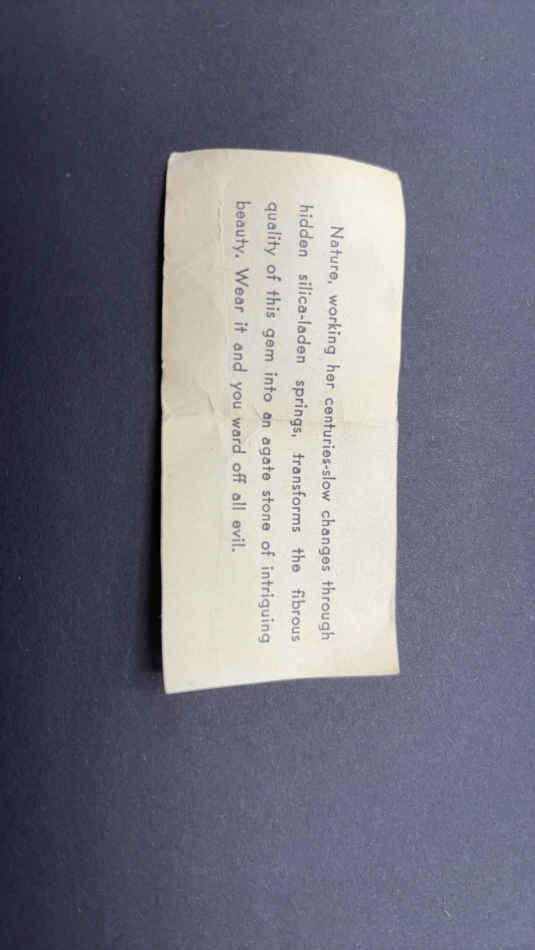 Nature, working her centuries-slow changes through
hidden silica-laden springs, transforms the fibrous
quality of this gem into an agate stone of intriguing
beauty. Wear it and you ward off all evil.